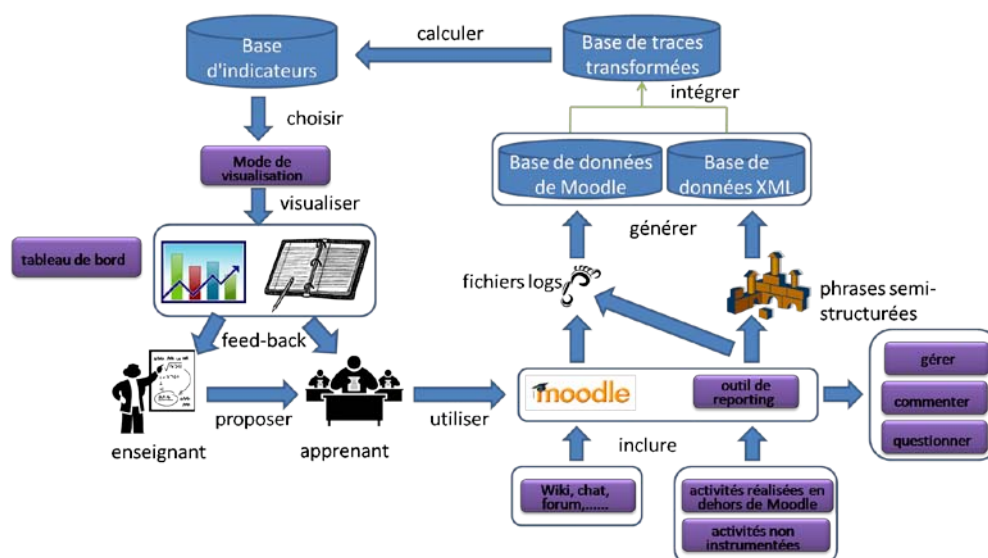 Base
d'indicateurs
calculer
Base de traces
transformées
intégrer
choisir
Mode de
visualisation
Base de données
de Moodle
Base de
données XML
visualiser
générer
tableau de bord
fichiers logs
phrases semi-
structurées
feed-back
gérer
commenter
questionner
moodle
outil de
reporting
proposer
utiliser
enseignant
apprenant
inclure
Wiki, chat,
forum,......
activités réalisées en
dehors de Moodle
activités non
instrumentées